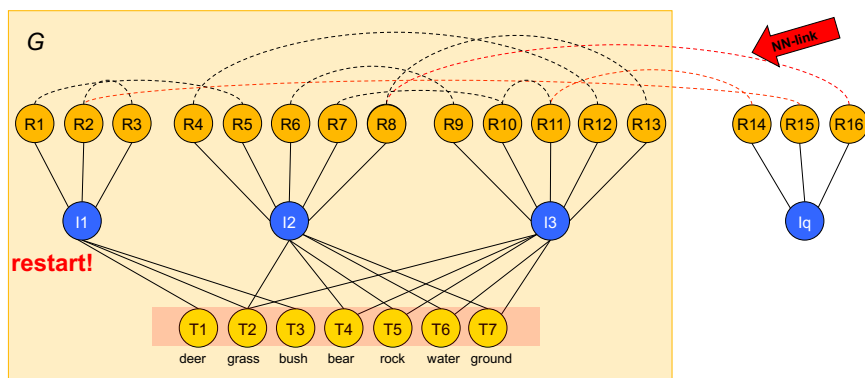 G
NN-link
R1 R2 R3 R4 R5 R6 R7 R8 R9 R10 R11 R12 R13 R14 R15 R16
I1 I2 I3 Iq
restart!
T1 T2 T3 T4 T5 T6 T7
deer grass bush bear rock water ground